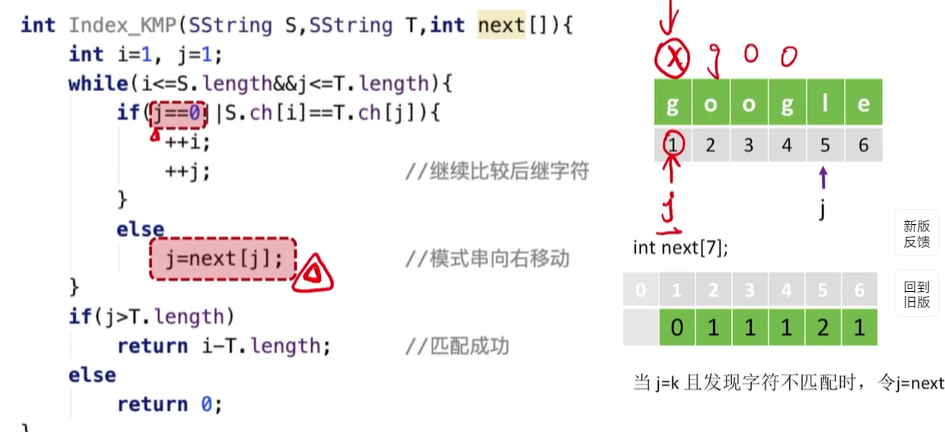 int Index_KMP(SString S,SString T,int next[]){
int i=1, j=1;
while(i<=S.length&&j<=T.length){
if(j==0||S.ch[i]==T.ch[j]){
++i;
++j; //继续比较后继字符
}
else
j=next[j]; //模式串向右移动
}
if(j>T.length)
return i-T.length; //匹配成功
else
return 0;
}
x g o o
g o o g l e
1 2 3 4 5 6
j j
int next[7];
0 1 2 3 4 5 6
0 1 1 1 2 1
当 j=k 且发现字符不匹配时，令j=next
新版
反馈
回到
旧版